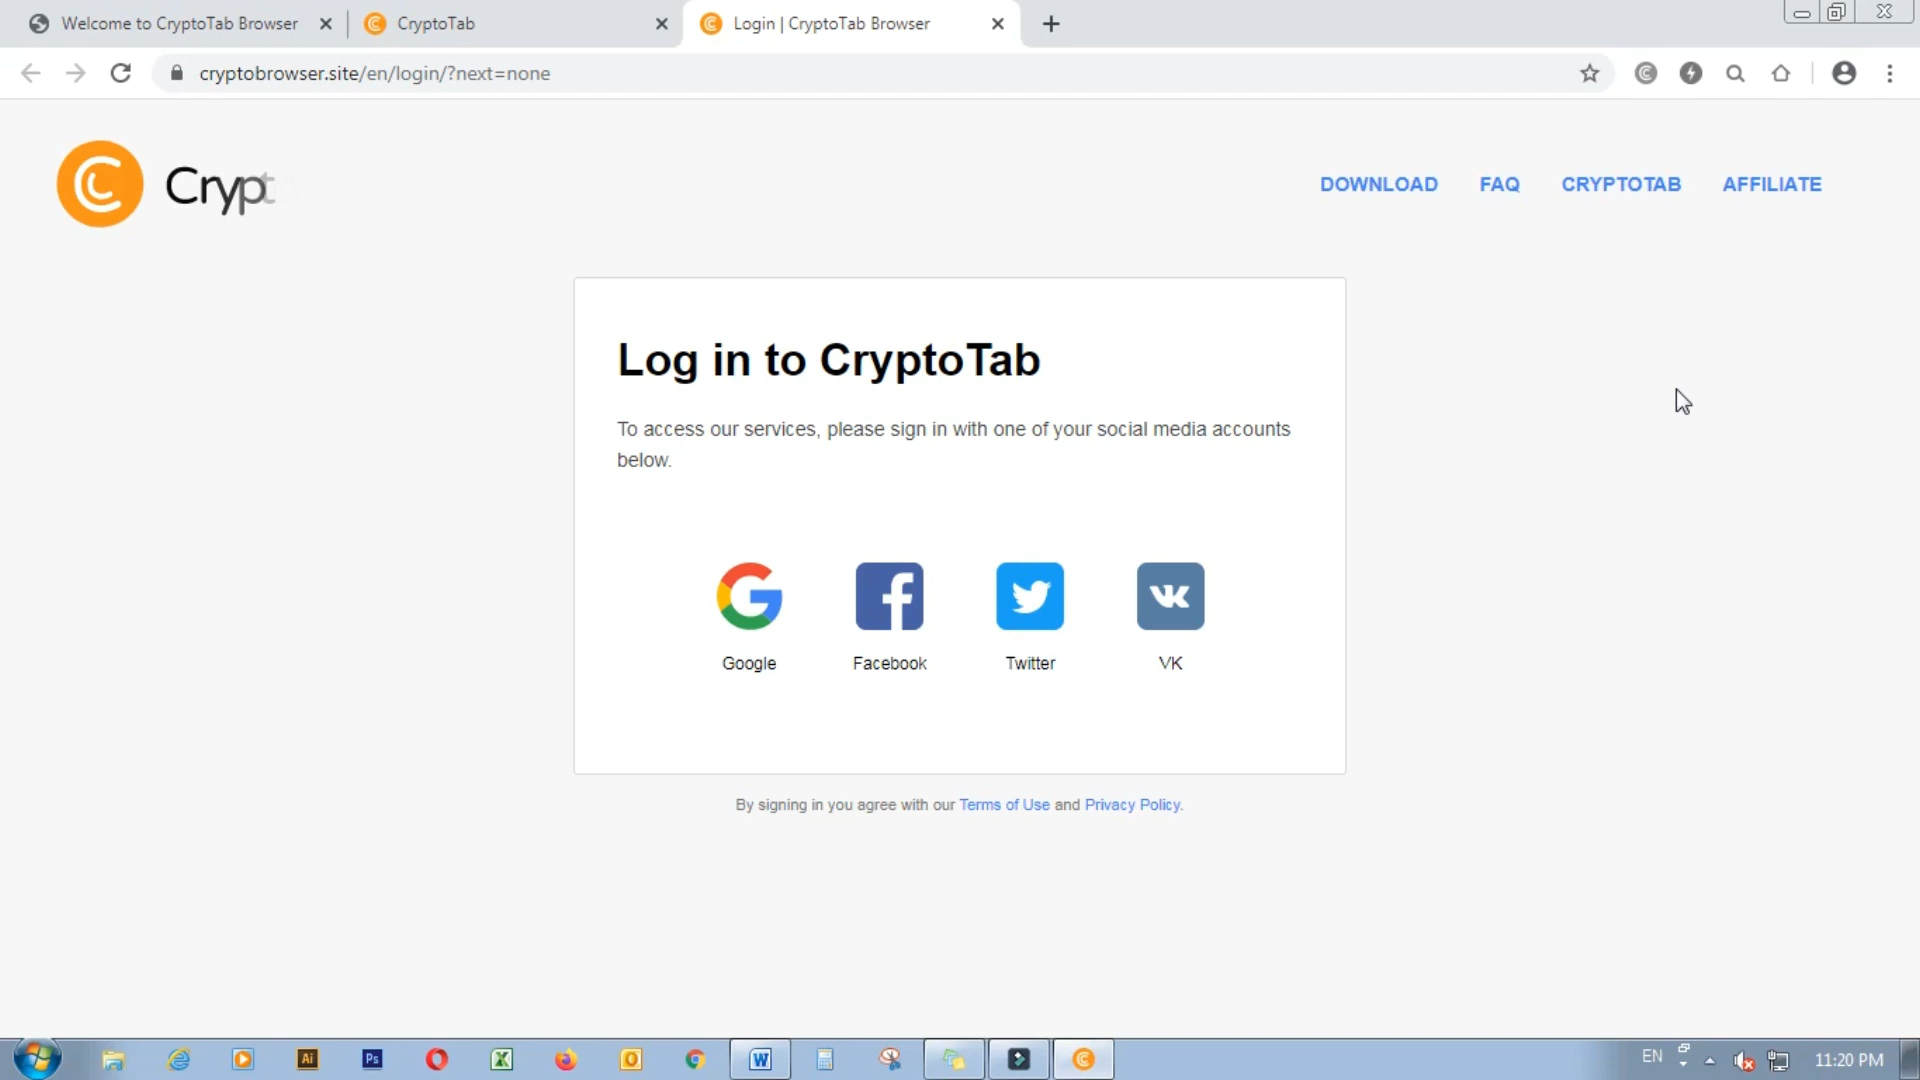 Welcome to CryptoTab Browser
CryptoTab
Login | CryptoTab Browser
cryptobrowser.site/en/login/?next=none
Crypto
DOWNLOAD
FAQ
CRYPTOTAB
AFFILIATE
Log in to CryptoTab
To access our services, please sign in with one of your social media accounts
below.
Google
Facebook
Twitter
VK
By signing in you agree with our Terms of Use and Privacy Policy.
Ai
Ps
EN
11:20 PM